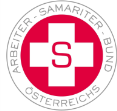 ARBEITER - SAMARITER - BUND
S
ÖSTERREICHS